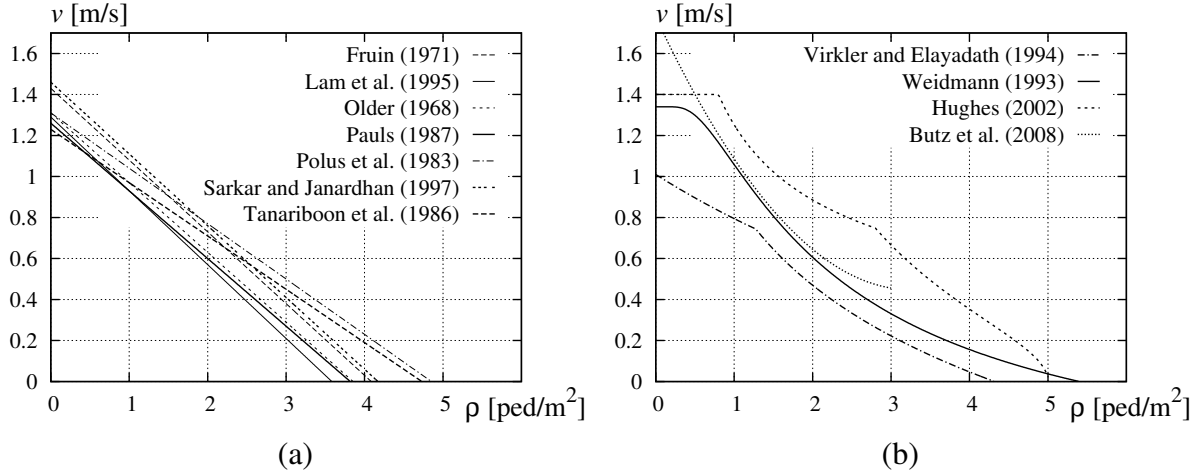 v [m/s]
1.6
1.4
1.2
1
0.8
0.6
0.4
0.2
0
Fruin (1971)
Lam et al. (1995)
Older (1968)
Pauls (1987)
Polus et al. (1983)
Sarkar and Janardhan (1997)
Tanariboon et al. (1986)
0 1 2 3 4 5 ρ [ped/m²]
(a)
v [m/s]
1.6
1.4
1.2
1
0.8
0.6
0.4
0.2
0
Virkler and Elayadath (1994)
Weidmann (1993)
Hughes (2002)
Butz et al. (2008)
0 1 2 3 4 5 ρ [ped/m²]
(b)